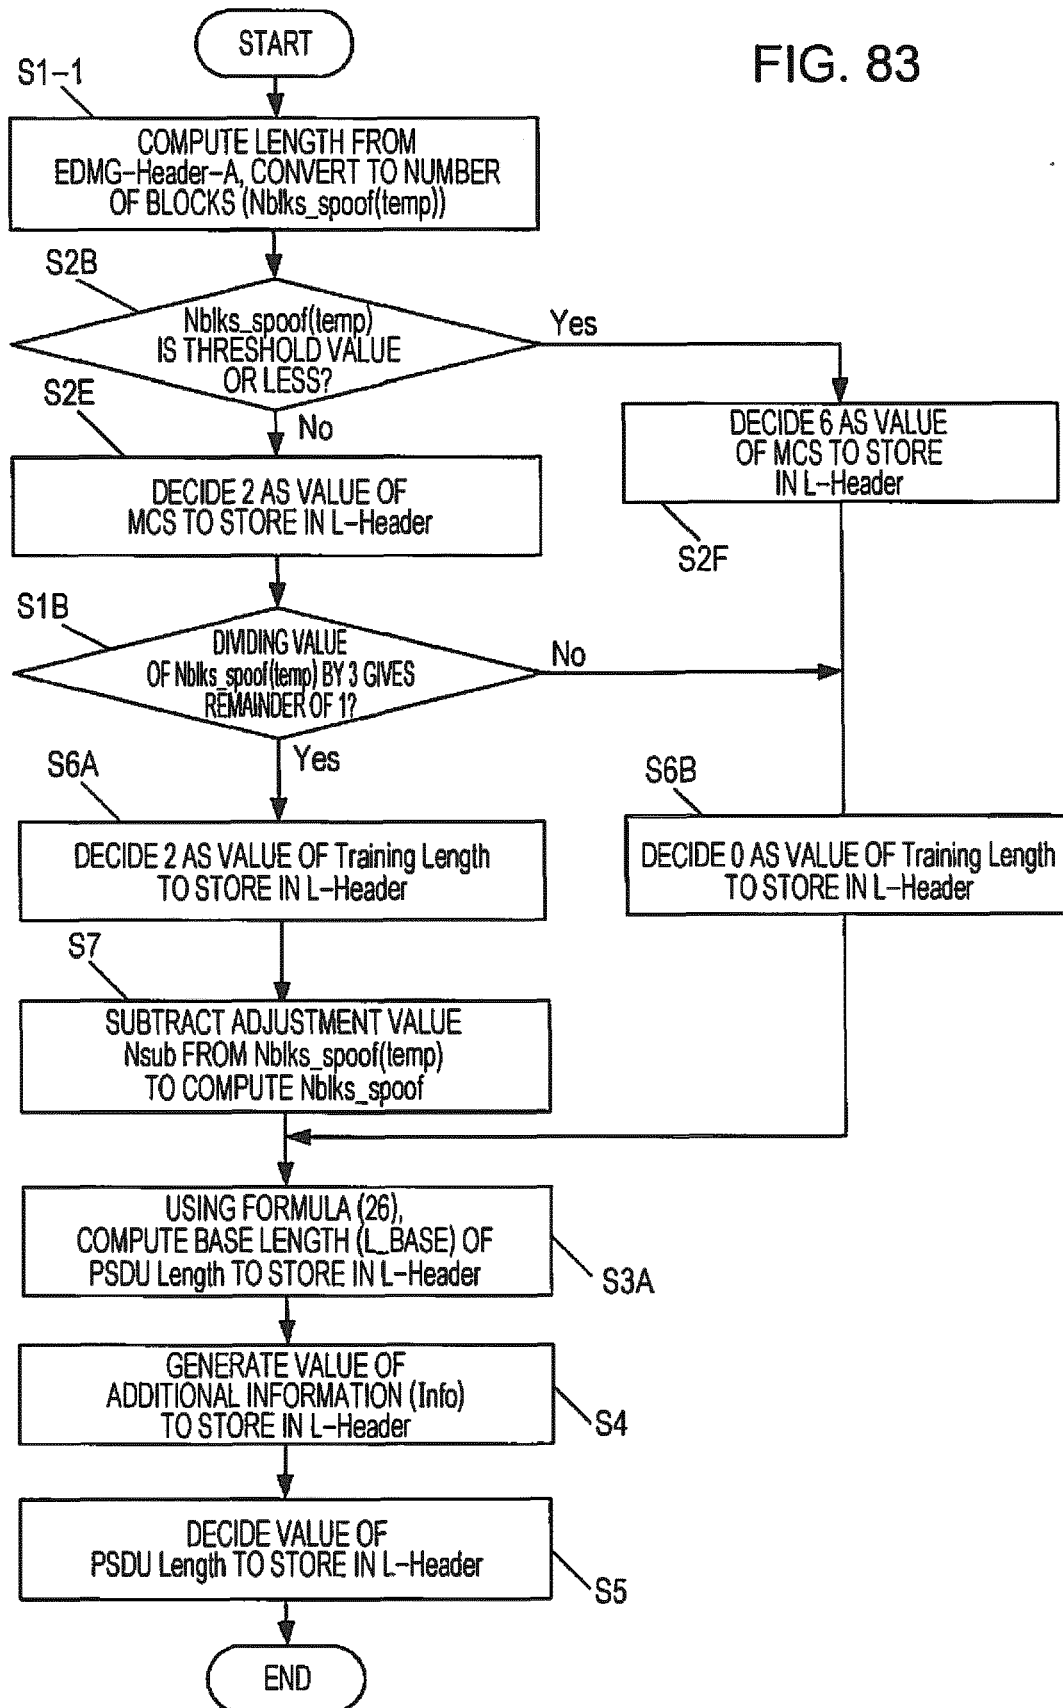 FIG. 83
START
S1-1
COMPUTE LENGTH FROM
EDMG-Header-A, CONVERT TO NUMBER
OF BLOCKS (Nblks_spoof(temp))
S2B
Nblks_spoof(temp)
IS THRESHOLD VALUE
OR LESS?
Yes
No
S2E
DECIDE 2 AS VALUE OF
MCS TO STORE IN L-Header
DECIDE 6 AS VALUE
OF MCS TO STORE
IN L-Header
S2F
S1B
DIVIDING VALUE
OF Nblks_spoof(temp) BY 3 GIVES
REMAINDER OF 1?
No
Yes
S6A
DECIDE 2 AS VALUE OF Training Length
TO STORE IN L-Header
S6B
DECIDE 0 AS VALUE OF Training Length
TO STORE IN L-Header
S7
SUBTRACT ADJUSTMENT VALUE
Nsub FROM Nblks_spoof(temp)
TO COMPUTE Nblks_spoof
USING FORMULA (26),
COMPUTE BASE LENGTH (L_BASE) OF
PSDU Length TO STORE IN L-Header
S3A
GENERATE VALUE OF
ADDITIONAL INFORMATION (Info)
TO STORE IN L-Header
S4
DECIDE VALUE OF
PSDU Length TO STORE IN L-Header
S5
END